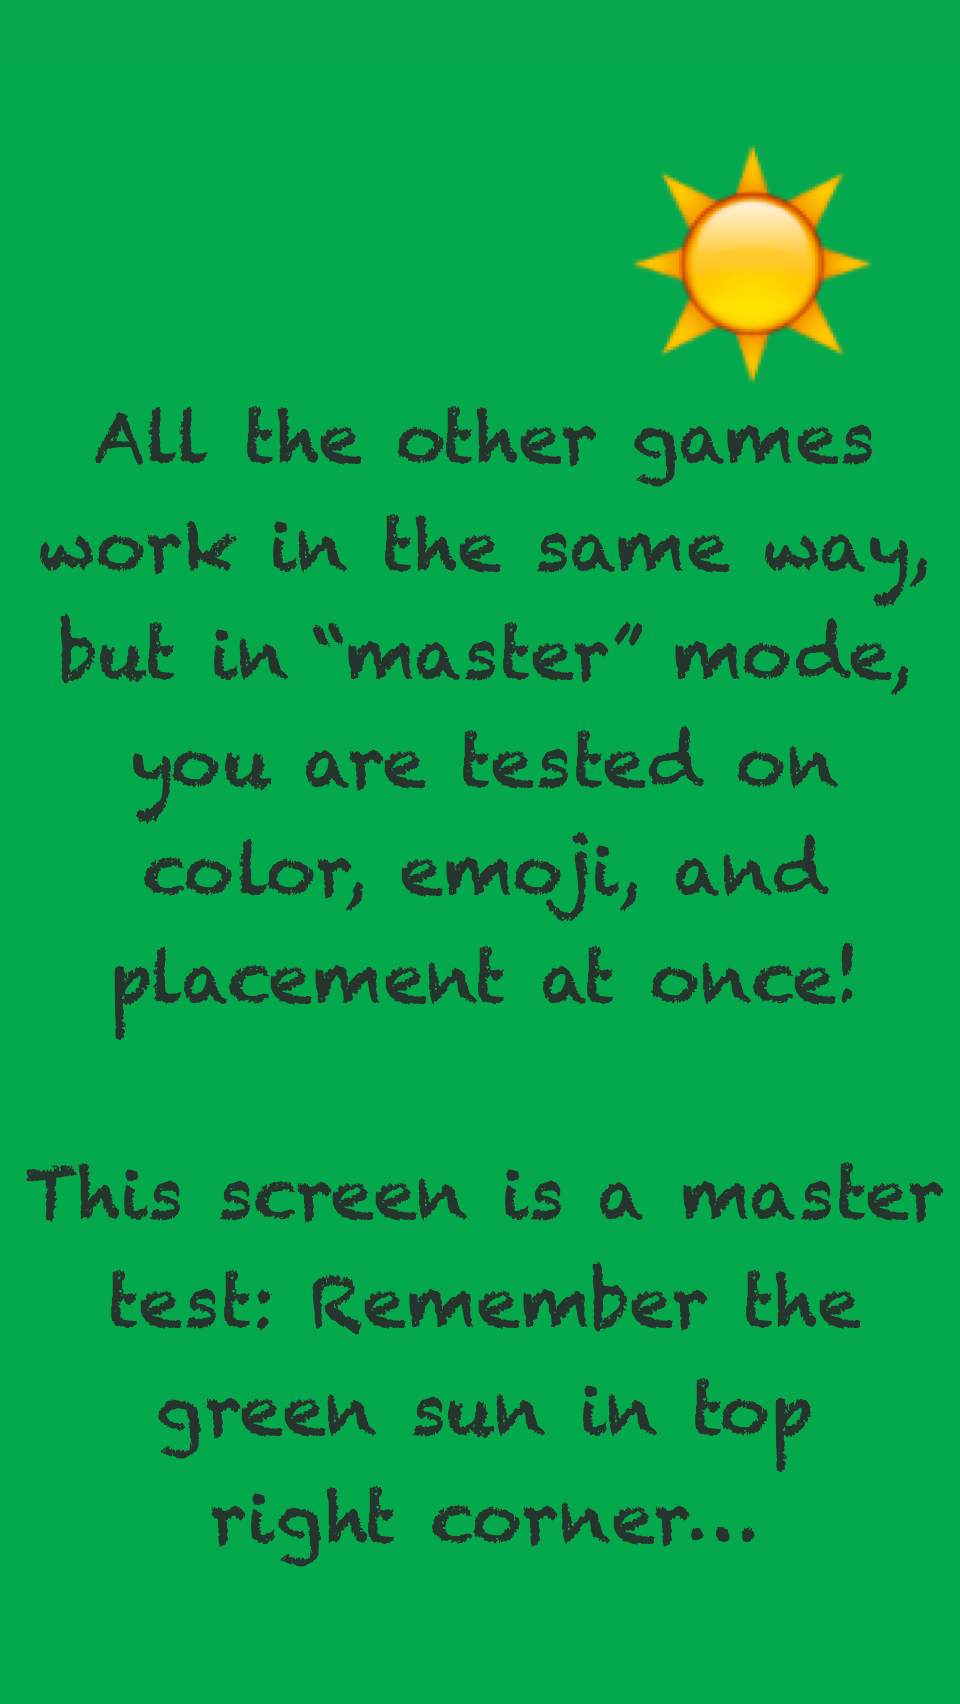 All the other games
work in the same way,
but in “master” mode,
you are tested on
color, emoji, and
placement at once!
This screen is a master
test: Remember the
green sun in top
right corner...